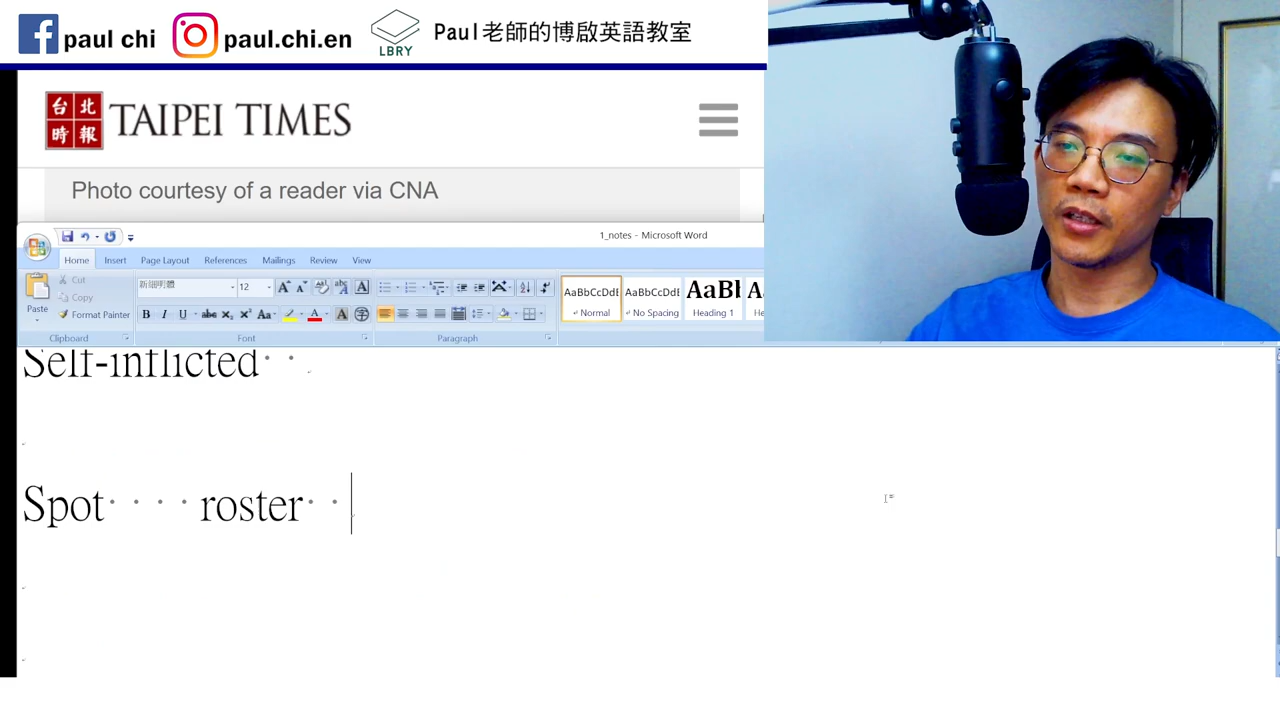 paul chi paul.chi.en LBRY Paul老師的博啟英語教室
台北時報 TAIPEI TIMES
Photo courtesy of a reader via CNA
1_notes - Microsoft Word
Home Insert Page Layout References Mailings Review View
Paste Cut Copy Format Painter
新細明體 12
AaBbCcDdE AaBbCcDdE AaBb
Normal No Spacing Heading 1
Clipboard Font Paragraph
Self-inflicted
Spot roster